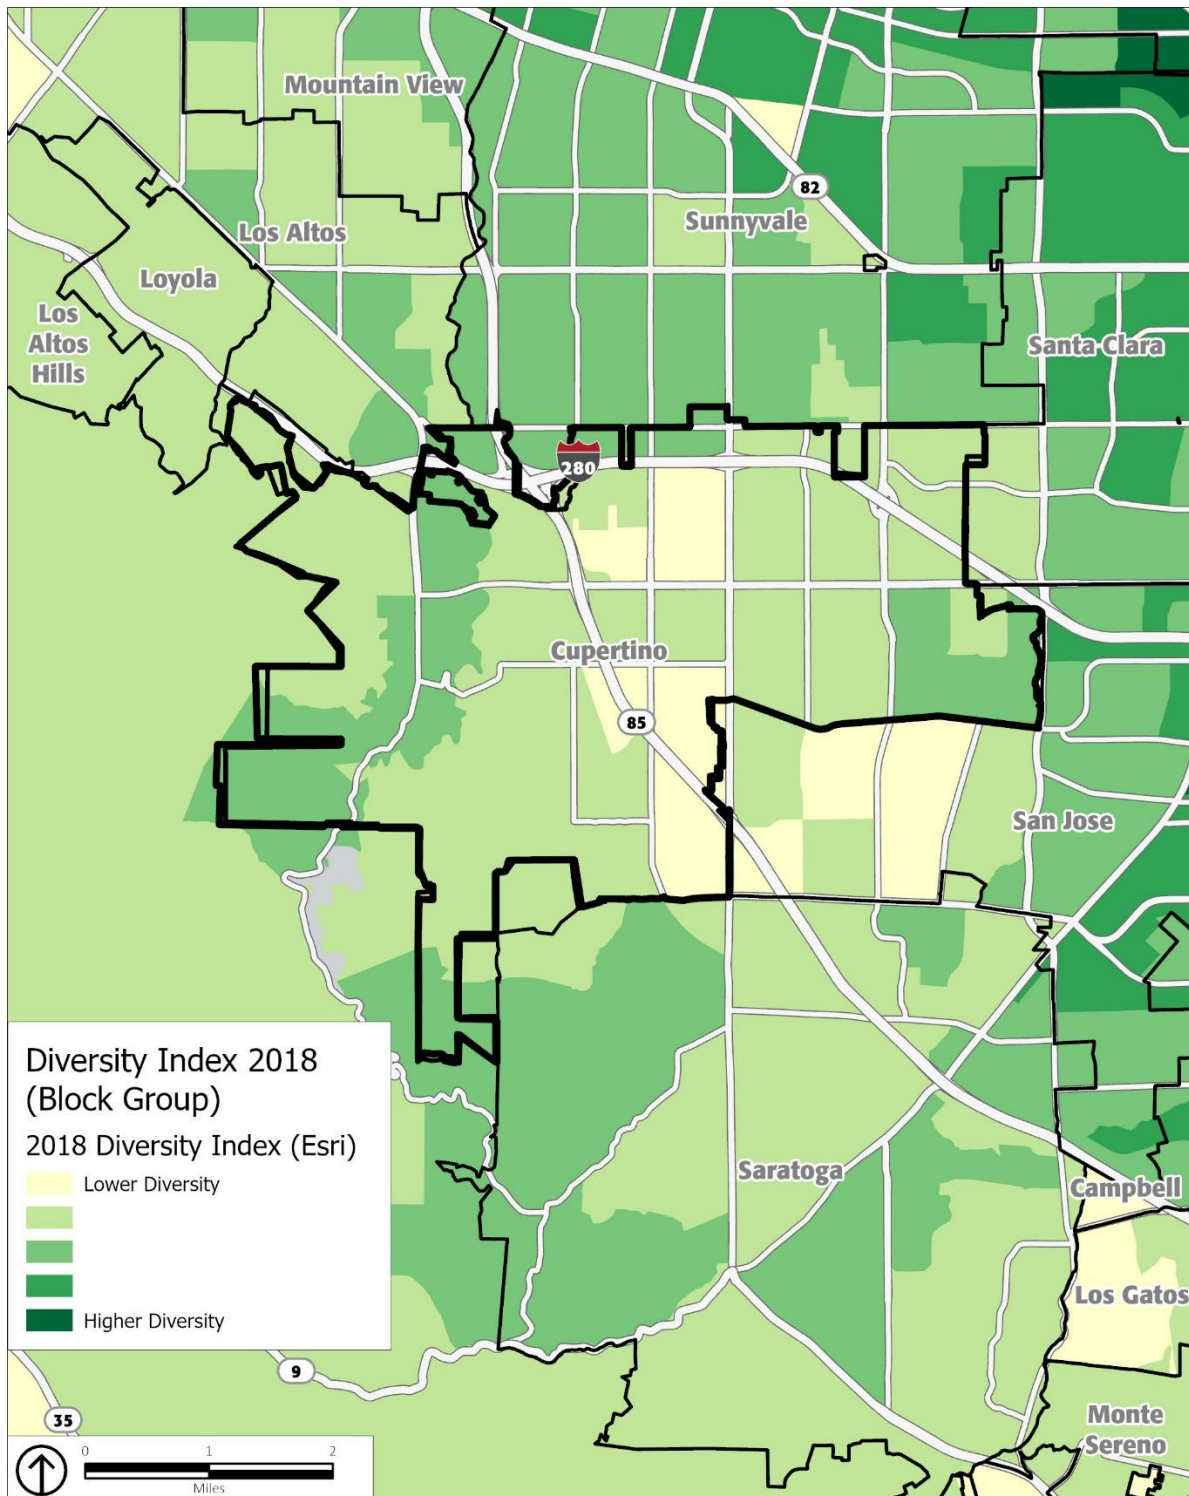 Mountain View
82
Sunnyvale
Los Altos
Loyola
Los
Altos
Hills
Santa Clara
280
Cupertino
85
San Jose
Diversity Index 2018
(Block Group)
2018 Diversity Index (Esri)
Lower Diversity
Higher Diversity
Saratoga
Campbell
Los Gatos
9
35
Monte
Sereno
0 1 2
Miles